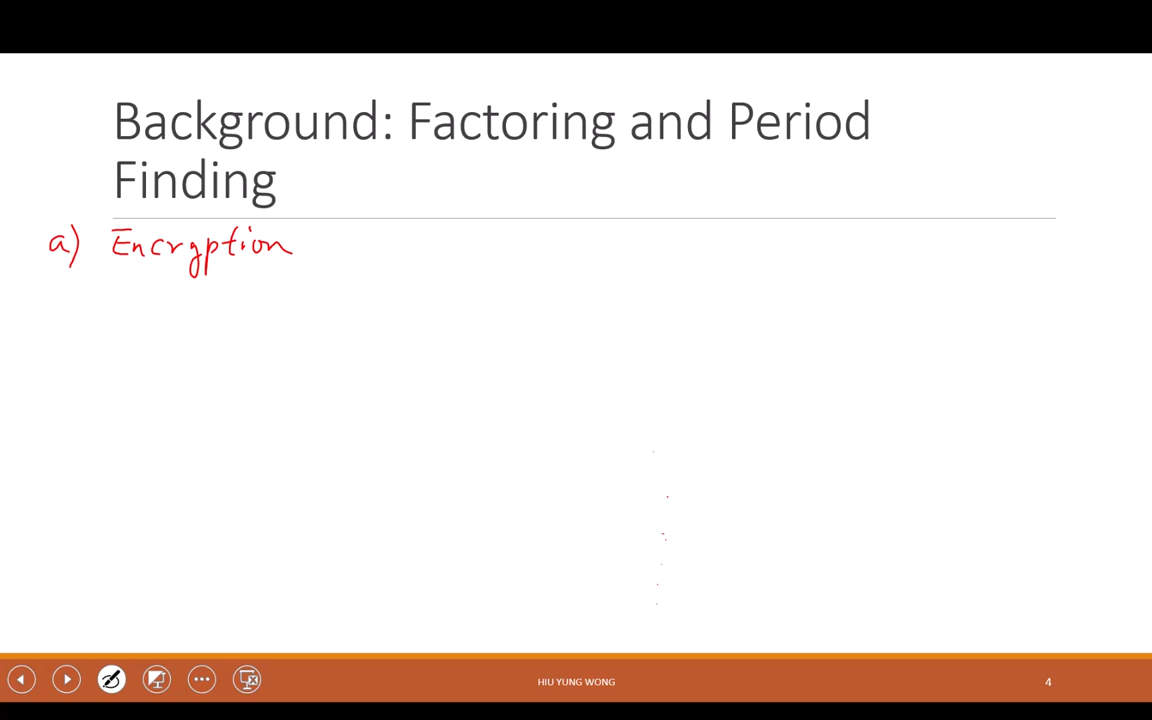 Background: Factoring and Period
Finding
a) Encryption
HIU YUNG WONG
4